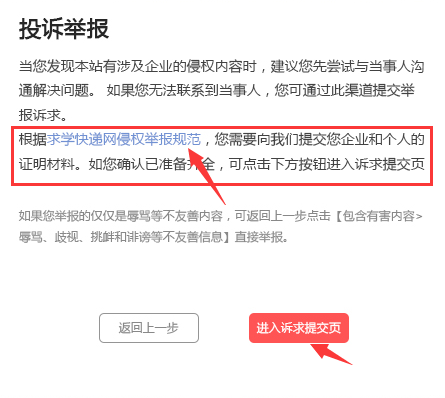 投诉举报
当您发现本站有涉及企业的侵权内容时，建议您先尝试与当事人沟
通解决问题。 如果您无法联系到当事人，您可通过此渠道提交举
报诉求。
根据求学快递网侵权举报规范，您需要向我们提交您企业和个人的
证明材料。如您确认已准备齐全，可点击下方按钮进入诉求提交页
如果您举报的仅仅是辱骂等不友善内容，可返回上一步点击【包含有害内容>
辱骂、歧视、挑衅和诽谤等不友善信息】直接举报。
返回上一步
进入诉求提交页